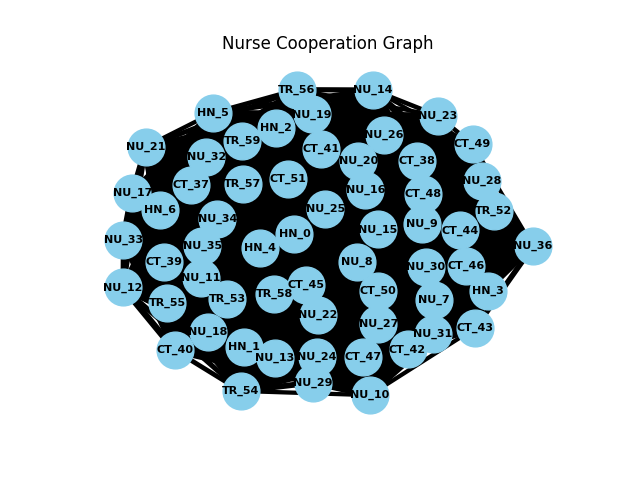 Nurse Cooperation Graph
TR_56
NU_14
HN_5
NU_19
NU_23
HN_2
NU_26
TR_59
CT_49
NU_21
CT_41
NU_32
NU_20
CT_38
CT_51
NU_28
CT_37
TR_57
NU_16
NU_17
CT_48
HN_6
NU_25
TR_52
NU_34
NU_9
NU_15
CT_44
HN_0
NU_33
NU_35
NU_36
HN_4
CT_39
NU_8
NU_30
CT_46
NU_11
CT_45
NU_12
CT_50
HN_3
TR_58
TR_53
NU_7
TR_55
NU_22
NU_27
CT_43
NU_18
NU_31
HN_1
CT_42
CT_40
NU_13
NU_24
CT_47
NU_29
TR_54
NU_10